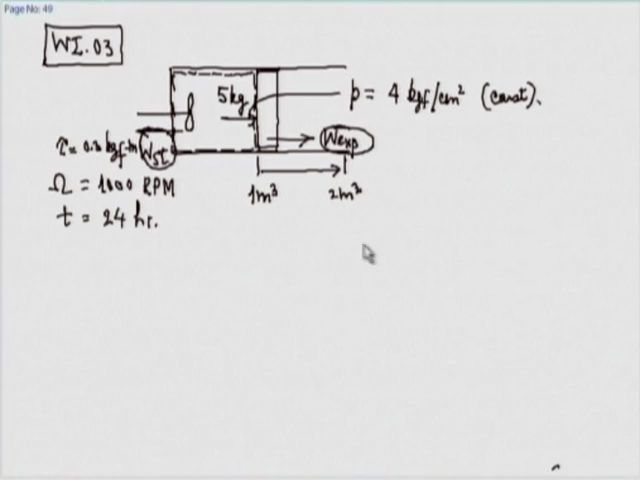 Page No: 49
WI.03
5kg
p = 4 kgf/cm² (const).
τ = 0.3 kgf-m
Wst
Wexp
Ω = 1000 RPM
1m³
2m³
t = 24 hr.